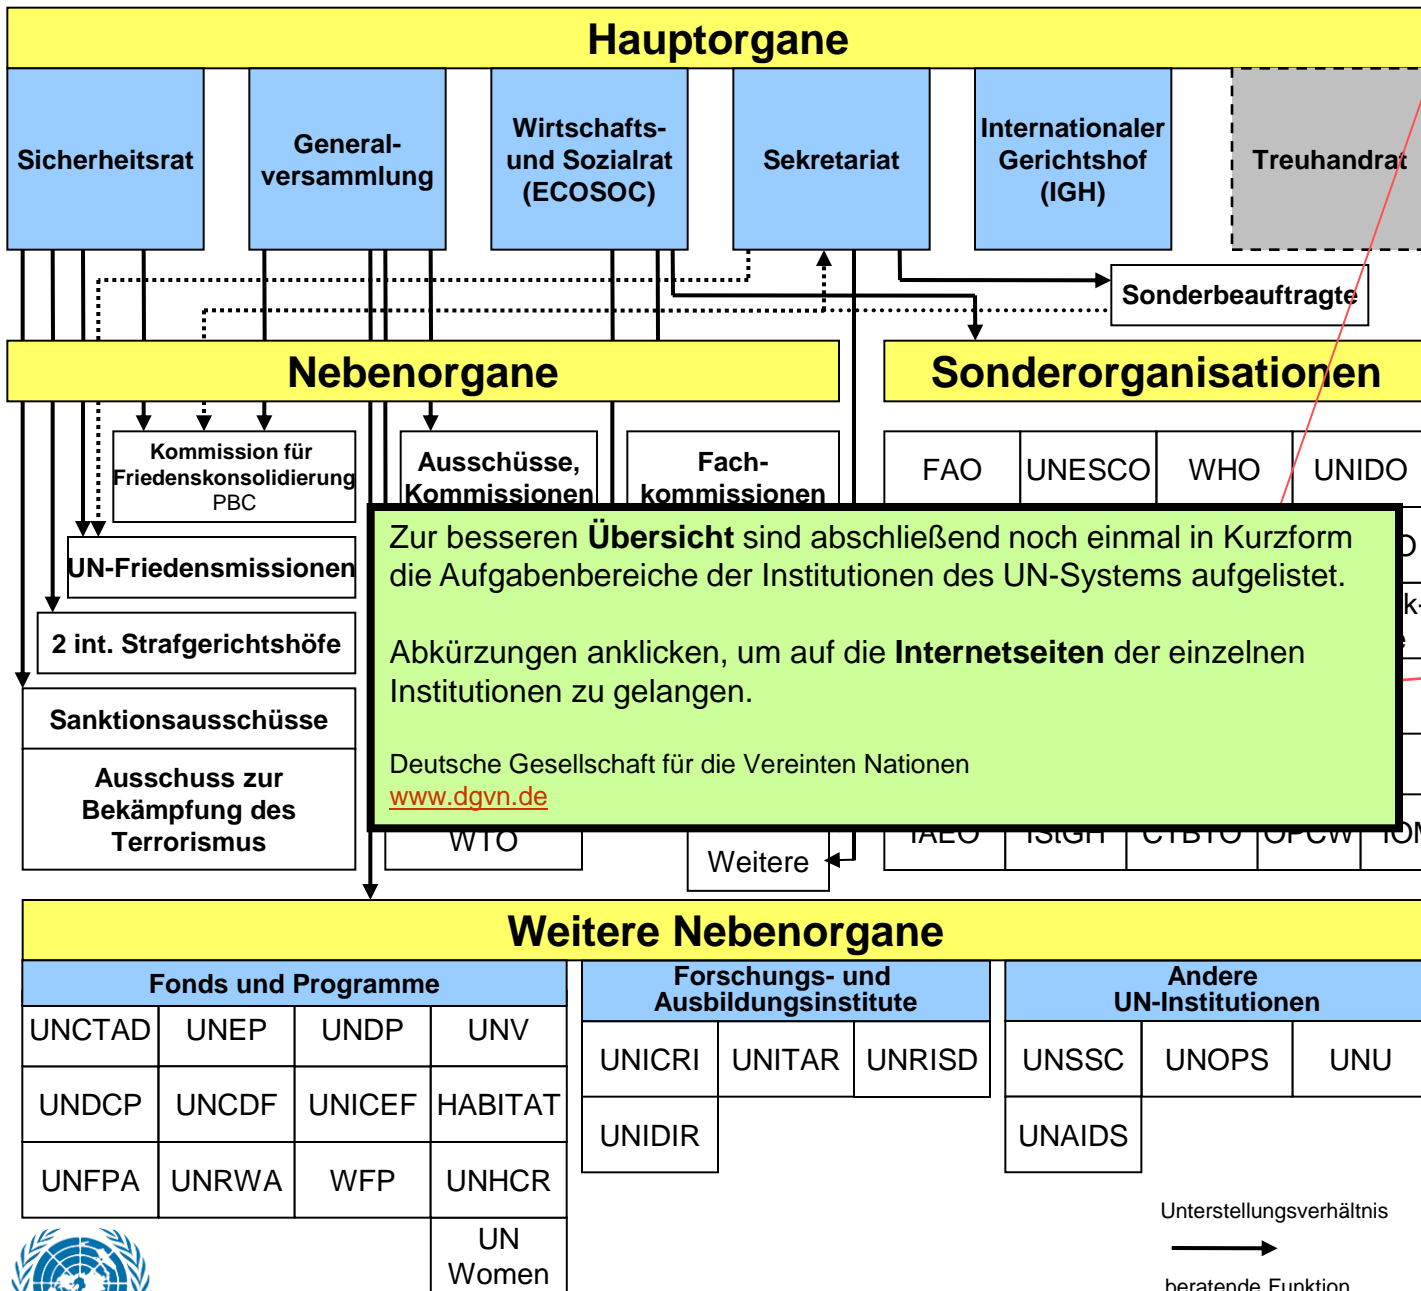 Hauptorgane
Sicherheitsrat
General-
versammlung
Wirtschafts-
und Sozialrat
(ECOSOC)
Sekretariat
Internationaler
Gerichtshof
(IGH)
Treuhandrat
Sonderbeauftragte
Nebenorgane
Sonderorganisationen
Kommission für
Friedenskonsolidierung
PBC
Ausschüsse,
Kommissionen
Fach-
kommissionen
FAO
UNESCO
WHO
UNIDO
UN-Friedensmissionen
2 int. Strafgerichtshöfe
Sanktionsausschüsse
Ausschuss zur
Bekämpfung des
Terrorismus
Zur besseren Übersicht sind abschließend noch einmal in Kurzform
die Aufgabenbereiche der Institutionen des UN-Systems aufgelistet.
Abkürzungen anklicken, um auf die Internetseiten der einzelnen
Institutionen zu gelangen.
Deutsche Gesellschaft für die Vereinten Nationen
www.dgvn.de
WTO
Weitere
IAEO
IStGH
CTBTO
OPCW
IOM
Weitere Nebenorgane
Fonds und Programme
UNCTAD
UNEP
UNDP
UNV
UNDCP
UNCDF
UNICEF
HABITAT
UNFPA
UNRWA
WFP
UNHCR
UN
Women
Forschungs- und
Ausbildungsinstitute
UNICRI
UNITAR
UNRISD
UNIDIR
Andere
UN-Institutionen
UNSSC
UNOPS
UNU
UNAIDS
Unterstellungsverhältnis
beratende Funktion